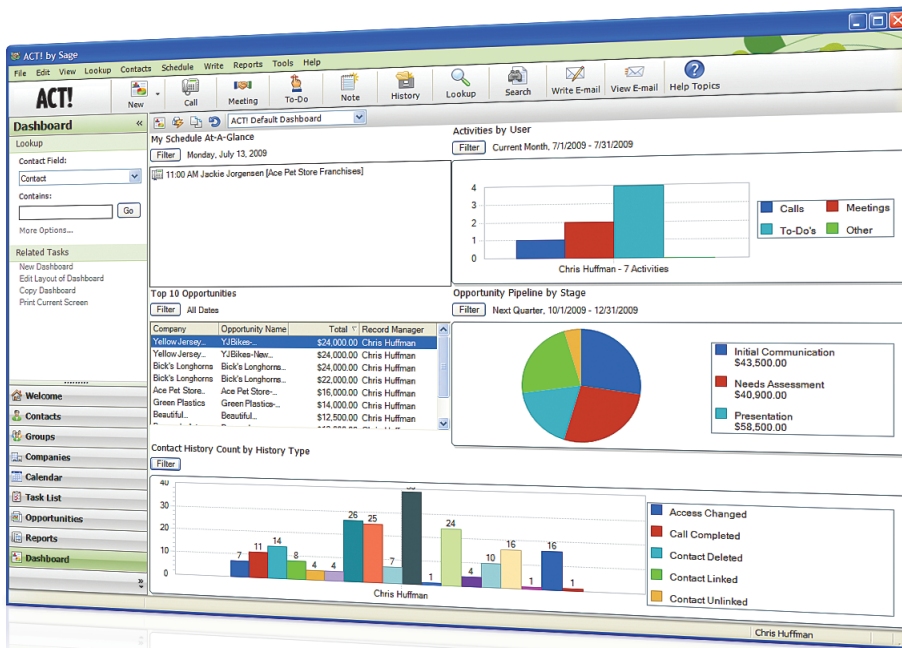 ACT! by Sage
File Edit View Lookup Contacts Schedule Write Reports Tools Help
ACT!
New Call Meeting To-Do Note History Lookup Search Write E-mail View E-mail Help Topics
Dashboard «
ACT! Default Dashboard
Lookup
Contact Field:
Contact
Contains:
Go
More Options...
Related Tasks
New Dashboard
Edit Layout of Dashboard
Copy Dashboard
Print Current Screen
Welcome
Contacts
Groups
Companies
Calendar
Task List
Opportunities
Reports
Dashboard
»
My Schedule At-A-Glance
Filter Monday, July 13, 2009
11:00 AM Jackie Jorgensen [Ace Pet Store Franchises]
Activities by User
Filter Current Month, 7/1/2009 - 7/31/2009
4
3
2
1
0
Chris Huffman - 7 Activities
Calls Meetings
To-Do's Other
Top 10 Opportunities
Filter All Dates
Company Opportunity Name Total Record Manager
Yellow Jersey... YJBikes-... $24,000.00 Chris Huffman
Yellow Jersey... YJBikes-New... $24,000.00 Chris Huffman
Bick's Longhorns Bick's Longhorns... $24,000.00 Chris Huffman
Bick's Longhorns Bick's Longhorns... $22,000.00 Chris Huffman
Ace Pet Store... Ace Pet Store-... $16,000.00 Chris Huffman
Green Plastics Green Plastics-... $14,000.00 Chris Huffman
Beautiful... Beautiful... $12,500.00 Chris Huffman
Opportunity Pipeline by Stage
Filter Next Quarter, 10/1/2009 - 12/31/2009
Initial Communication
$43,500.00
Needs Assessment
$40,900.00
Presentation
$58,500.00
Contact History Count by History Type
Filter
40
30
20
10
0
7 11 14 8 4 4 26 25 7 1 24 4 10 16 1 16 1
Chris Huffman
Access Changed
Call Completed
Contact Deleted
Contact Linked
Contact Unlinked
Chris Huffman